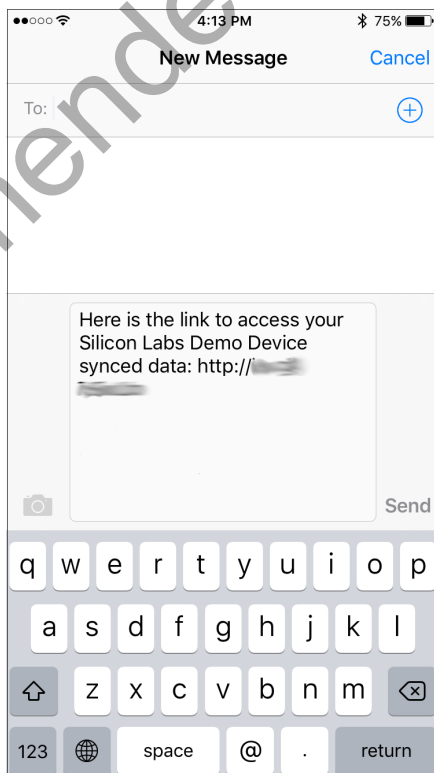 4:13 PM 75%
New Message Cancel
To:
Here is the link to access your
Silicon Labs Demo Device
synced data: http://
Send
q w e r t y u i o p
a s d f g h j k l
z x c v b n m
123 space @ . return